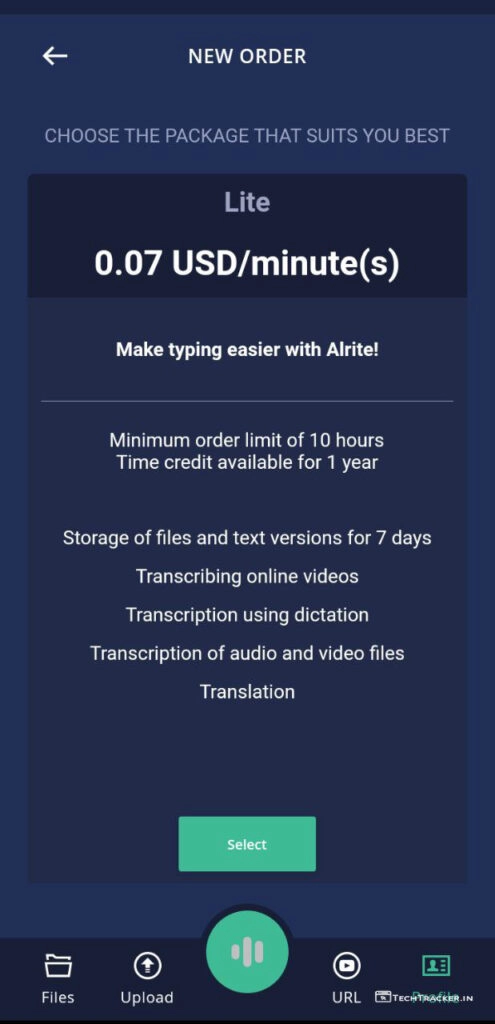 NEW ORDER
CHOOSE THE PACKAGE THAT SUITS YOU BEST
Lite
0.07 USD/minute(s)
Make typing easier with Alrite!
Minimum order limit of 10 hours
Time credit available for 1 year
Storage of files and text versions for 7 days
Transcribing online videos
Transcription using dictation
Transcription of audio and video files
Translation
Select
Files
Upload
URL
Profile
TECHTRACKER.IN